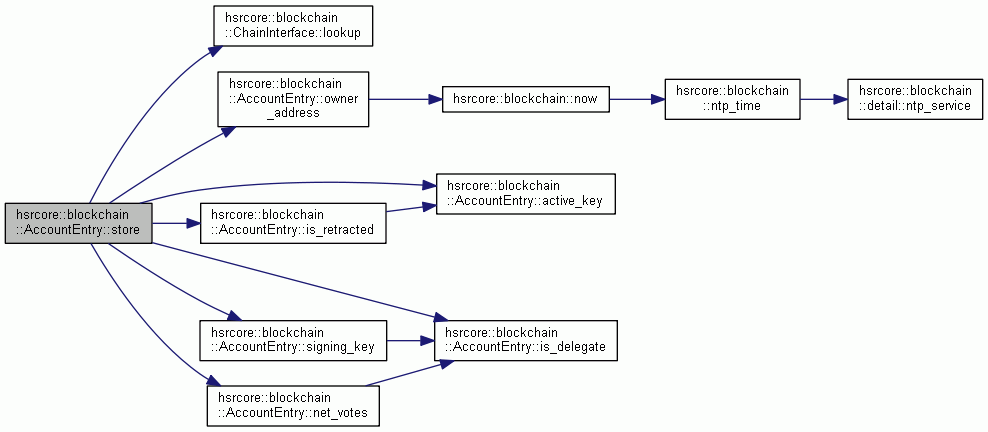 hsrcore::blockchain
::ChainInterface::lookup
hsrcore::blockchain
::AccountEntry::owner
_address
hsrcore::blockchain::now
hsrcore::blockchain
::ntp_time
hsrcore::blockchain
::detail::ntp_service
hsrcore::blockchain
::AccountEntry::active_key
hsrcore::blockchain
::AccountEntry::store
hsrcore::blockchain
::AccountEntry::is_retracted
hsrcore::blockchain
::AccountEntry::signing_key
hsrcore::blockchain
::AccountEntry::is_delegate
hsrcore::blockchain
::AccountEntry::net_votes